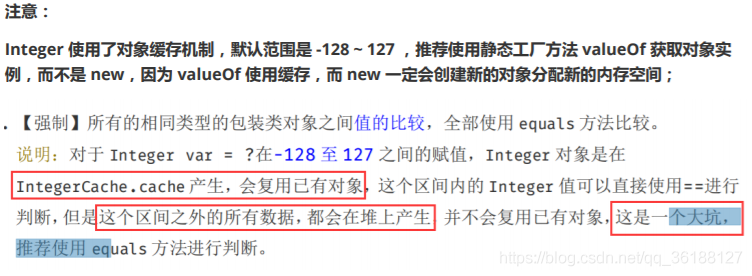 注意：
Integer 使用了对象缓存机制，默认范围是 -128 ~ 127 ，推荐使用静态工厂方法 valueOf 获取对象实
例，而不是 new，因为 valueOf 使用缓存，而 new 一定会创建新的对象分配新的内存空间；
. 【强制】所有的相同类型的包装类对象之间值的比较，全部使用 equals 方法比较。
说明：对于 Integer var = ?在-128 至 127 之间的赋值，Integer 对象是在
IntegerCache.cache 产生，会复用已有对象，这个区间内的 Integer 值可以直接使用==进行
判断，但是这个区间之外的所有数据，都会在堆上产生，并不会复用已有对象，这是一个大坑，
推荐使用 equals 方法进行判断。
https://blog.csdn.net/qq_36188127